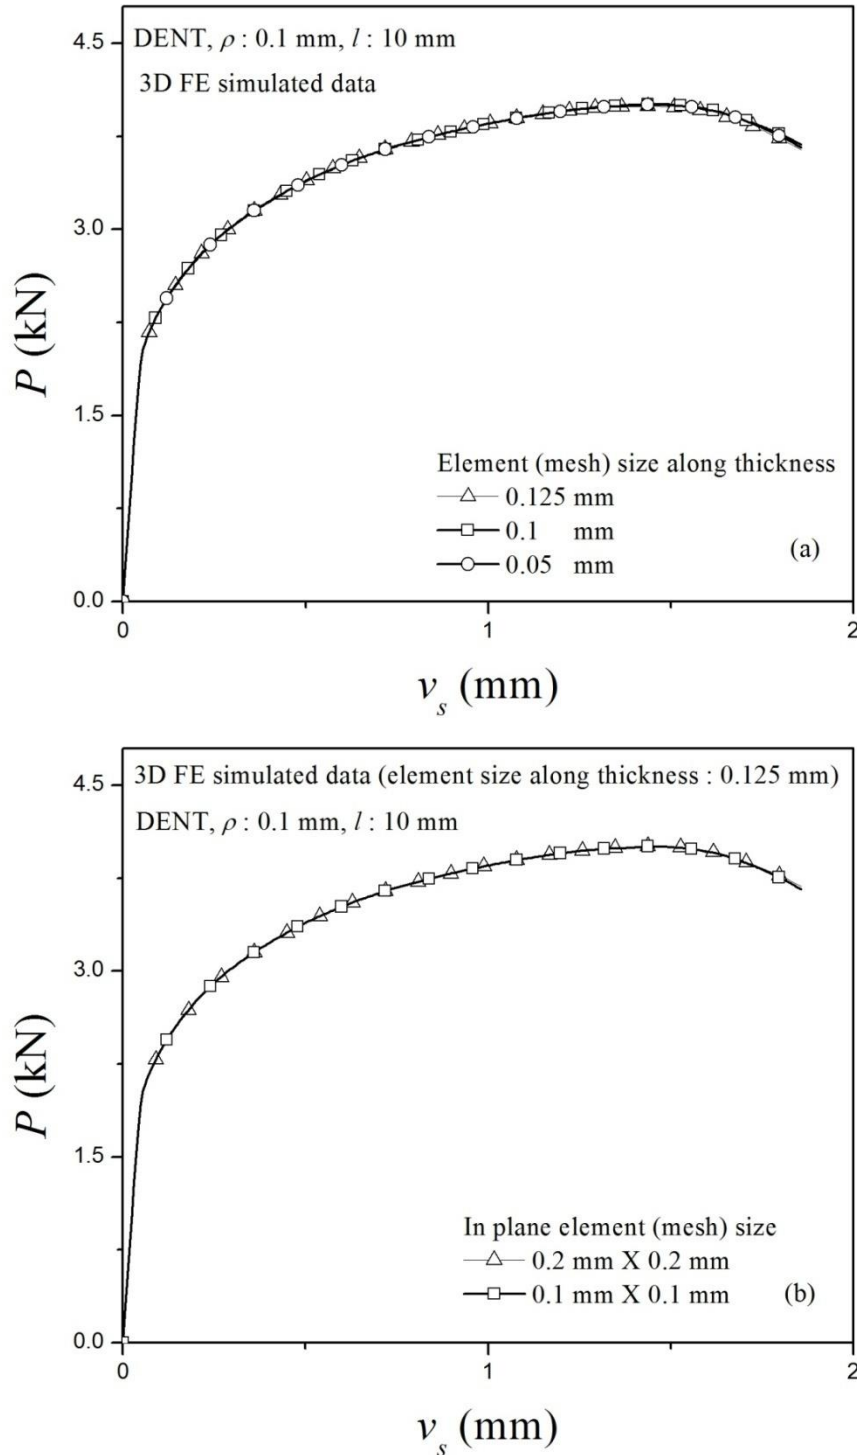 DENT, ρ : 0.1 mm, l : 10 mm
3D FE simulated data
4.5
3.0
1.5
0.0
P (kN)
Element (mesh) size along thickness
0.125 mm
0.1 mm
0.05 mm
(a)
0 1 2
v_s (mm)
3D FE simulated data (element size along thickness : 0.125 mm)
DENT, ρ : 0.1 mm, l : 10 mm
4.5
3.0
1.5
0.0
P (kN)
In plane element (mesh) size
0.2 mm X 0.2 mm
0.1 mm X 0.1 mm
(b)
0 1 2
v_s (mm)